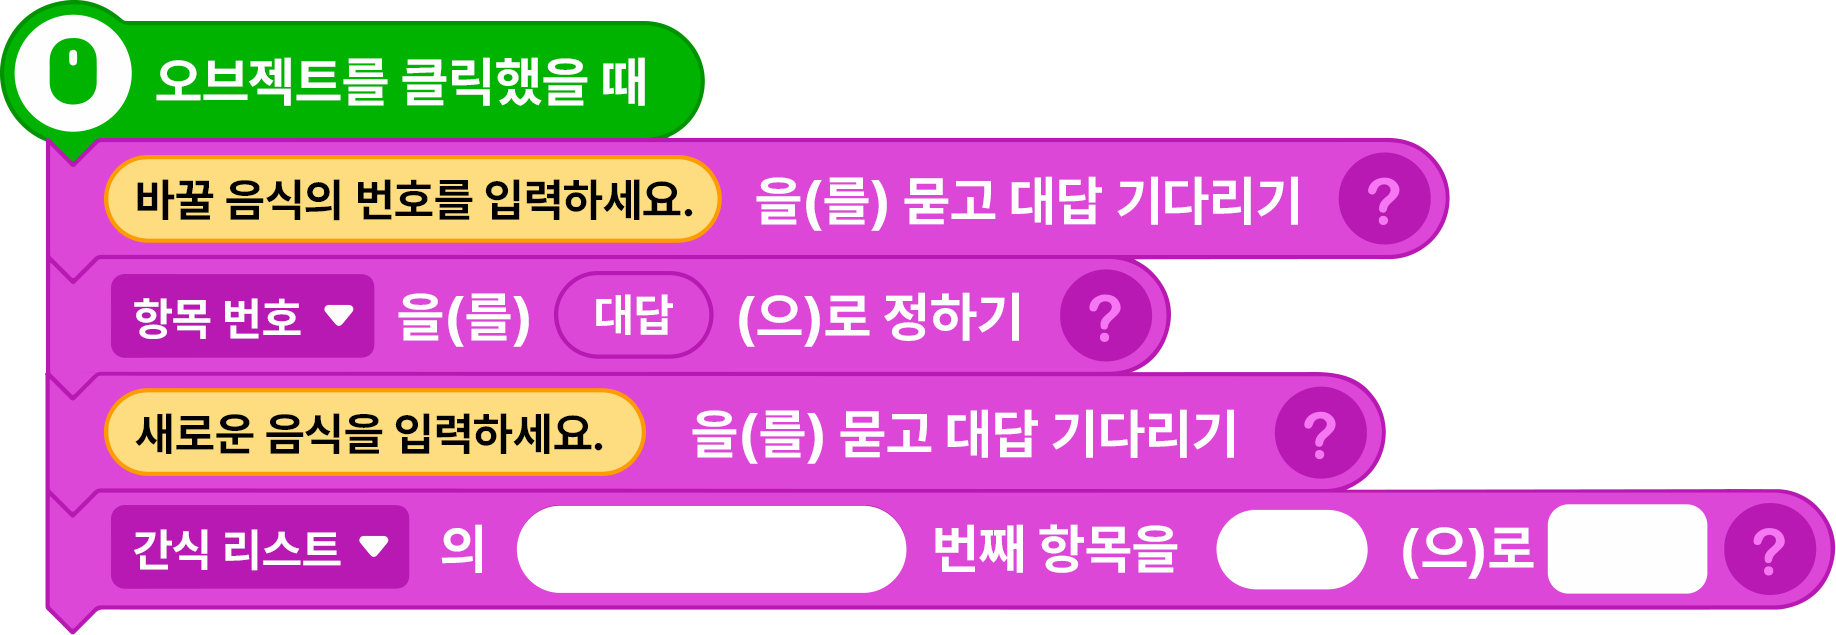 오브젝트를 클릭했을 때
바꿀 음식의 번호를 입력하세요. 을(를) 묻고 대답 기다리기 ?
항목 번호 을(를) 대답 (으)로 정하기 ?
새로운 음식을 입력하세요. 을(를) 묻고 대답 기다리기 ?
간식 리스트 의 번째 항목을 (으)로 ?